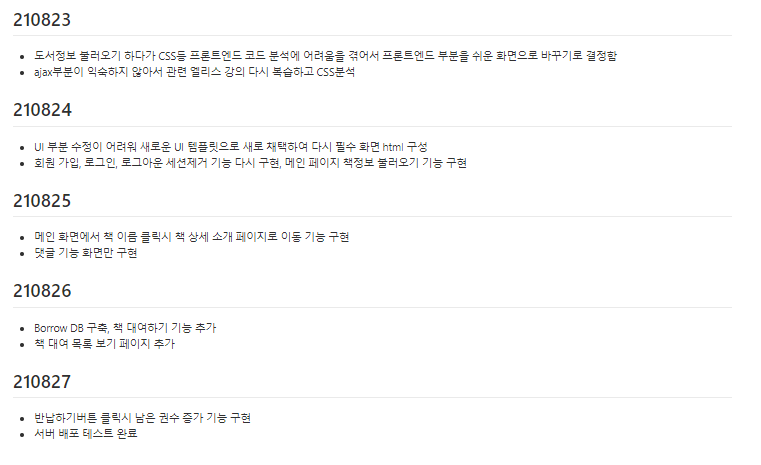 210823
도서정보 불러오기 하다가 CSS등 프론트엔드 코드 분석에 어려움을 겪어서 프론트엔드 부분을 쉬운 화면으로 바꾸기로 결정함
ajax부분이 익숙하지 않아서 관련 엘리스 강의 다시 복습하고 CSS분석
210824
UI 부분 수정이 어려워 새로운 UI 템플릿으로 새로 채택하여 다시 필수 화면 html 구성
회원 가입, 로그인, 로그아운 세션제거 기능 다시 구현, 메인 페이지 책정보 불러오기 기능 구현
210825
메인 화면에서 책 이름 클릭시 책 상세 소개 페이지로 이동 기능 구현
댓글 기능 화면만 구현
210826
Borrow DB 구축, 책 대여하기 기능 추가
책 대여 목록 보기 페이지 추가
210827
반납하기버튼 클릭시 남은 권수 증가 기능 구현
서버 배포 테스트 완료